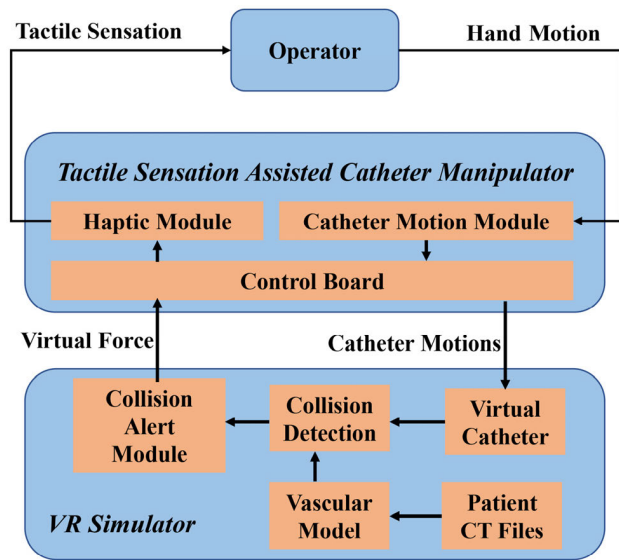 Tactile Sensation
Operator
Hand Motion
Tactile Sensation Assisted Catheter Manipulator
Haptic Module
Catheter Motion Module
Control Board
Virtual Force
Catheter Motions
Collision
Alert
Module
Collision
Detection
Virtual
Catheter
Vascular
Model
Patient
CT Files
VR Simulator